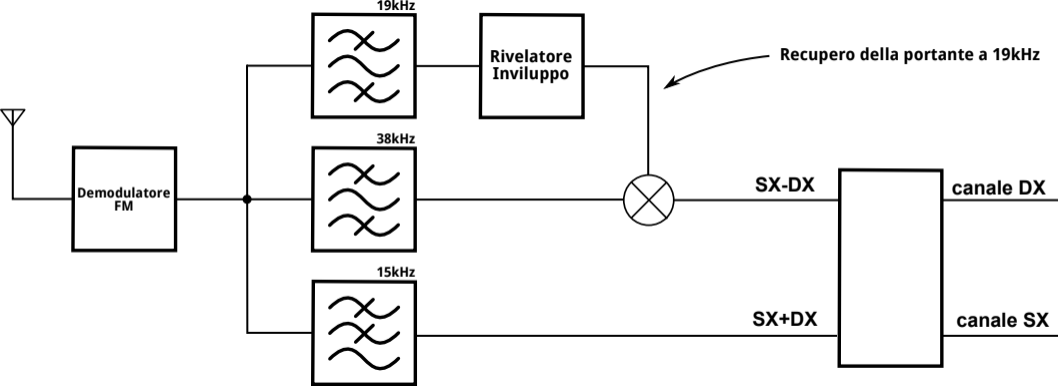 19kHz
Rivelatore
Inviluppo
Recupero della portante a 19kHz
38kHz
Demodulatore
FM
SX-DX
canale DX
15kHz
SX+DX
canale SX